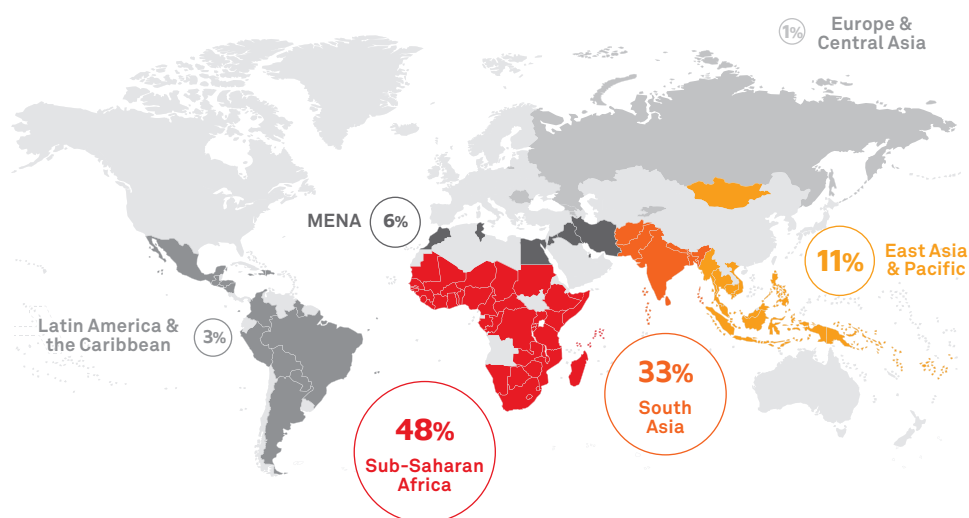 1%
Europe &
Central Asia
MENA
6%
11%
East Asia
& Pacific
Latin America &
the Caribbean
3%
33%
South
Asia
48%
Sub-Saharan
Africa